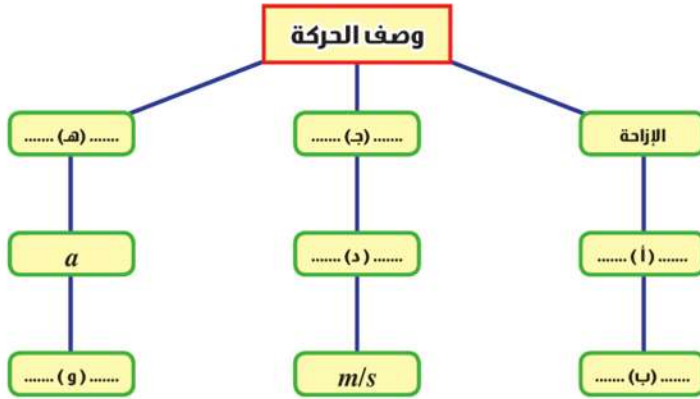 وصف الحركة
الإزاحة
....... (جـ) .......
....... (هـ) .......
....... (أ) .......
....... (د) .......
a
....... (ب) .......
m/s
....... (و) .......